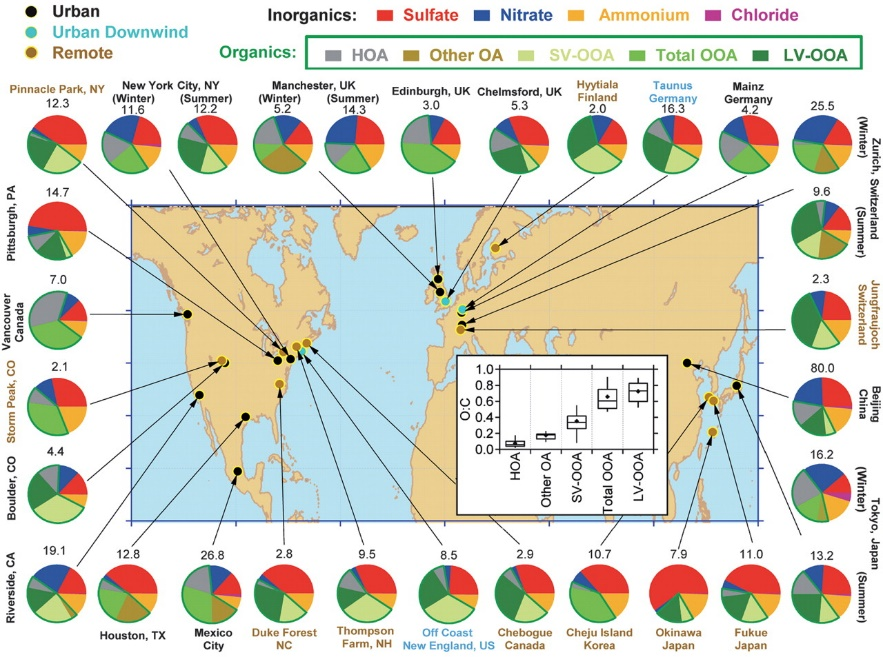 Urban
Urban Downwind
Remote
Inorganics: Sulfate Nitrate Ammonium Chloride
Organics: HOA Other OA SV-OOA Total OOA LV-OOA
Pinnacle Park, NY
12.3
New York City, NY
(Winter) (Summer)
11.6 12.2
Manchester, UK
(Winter) (Summer)
5.2 14.3
Edinburgh, UK
3.0
Chelmsford, UK
5.3
Hyytiala
Finland
2.0
Taunus
Germany
16.3
Mainz
Germany
4.2
25.5
(Winter)
Zurich, Switzerland
9.6
(Summer)
Pittsburgh, PA
14.7
Vancouver
Canada
7.0
2.3
Jungfraujoch
Switzerland
Storm Peak, CO
2.1
80.0
Beijing
China
Boulder, CO
4.4
16.2
(Winter)
Tokyo, Japan
13.2
(Summer)
O:C
1.0
0.8
0.6
0.4
0.2
0.0
HOA
Other OA
SV-OOA
Total OOA
LV-OOA
Riverside, CA
19.1
12.8
Houston, TX
26.8
Mexico
City
2.8
Duke Forest
NC
9.5
Thompson
Farm, NH
8.5
Off Coast
New England, US
2.9
Chebogue
Canada
10.7
Cheju Island
Korea
7.9
Okinawa
Japan
11.0
Fukue
Japan